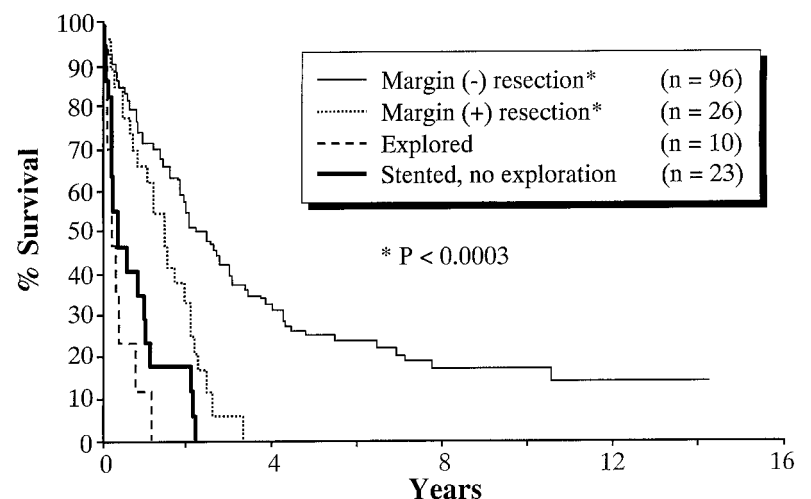 100
90
80
70
60
50
40
30
20
10
0
% Survival
Margin (-) resection* (n = 96)
Margin (+) resection* (n = 26)
Explored (n = 10)
Stented, no exploration (n = 23)
* P < 0.0003
0 4 8 12 16
Years